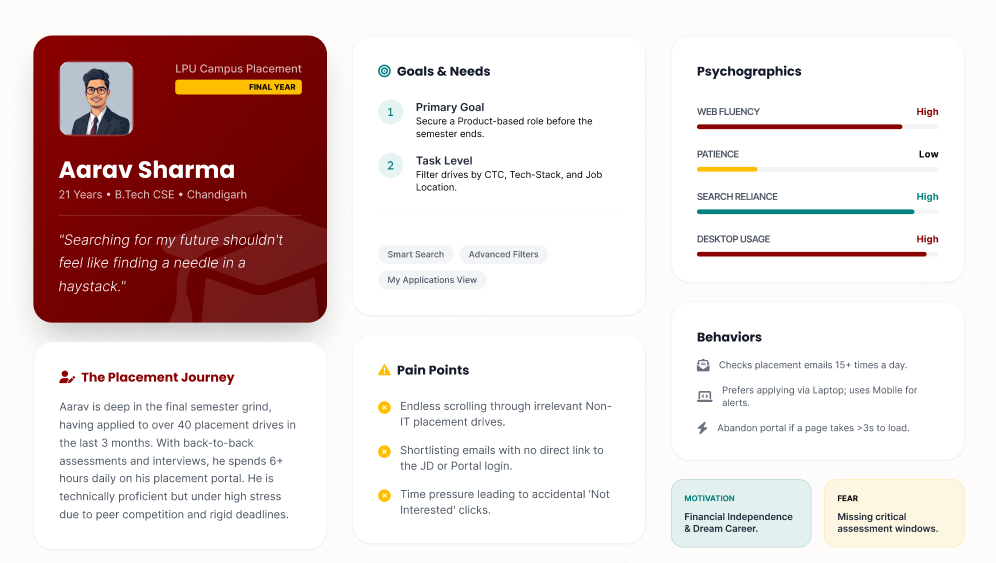 LPU Campus Placement
FINAL YEAR
Aarav Sharma
21 Years • B.Tech CSE • Chandigarh
"Searching for my future shouldn't
feel like finding a needle in a
haystack."
The Placement Journey
Aarav is deep in the final semester grind,
having applied to over 40 placement drives in
the last 3 months. With back-to-back
assessments and interviews, he spends 6+
hours daily on his placement portal. He is
technically proficient but under high stress
due to peer competition and rigid deadlines.
Goals & Needs
1
Primary Goal
Secure a Product-based role before the
semester ends.
2
Task Level
Filter drives by CTC, Tech-Stack, and Job
Location.
Smart Search
Advanced Filters
My Applications View
Pain Points
Endless scrolling through irrelevant Non-
IT placement drives.
Shortlisting emails with no direct link to
the JD or Portal login.
Time pressure leading to accidental 'Not
Interested' clicks.
Psychographics
WEB FLUENCY High
PATIENCE Low
SEARCH RELIANCE High
DESKTOP USAGE High
Behaviors
Checks placement emails 15+ times a day.
Prefers applying via Laptop; uses Mobile for
alerts.
Abandon portal if a page takes >3s to load.
MOTIVATION
Financial Independence
& Dream Career.
FEAR
Missing critical
assessment windows.